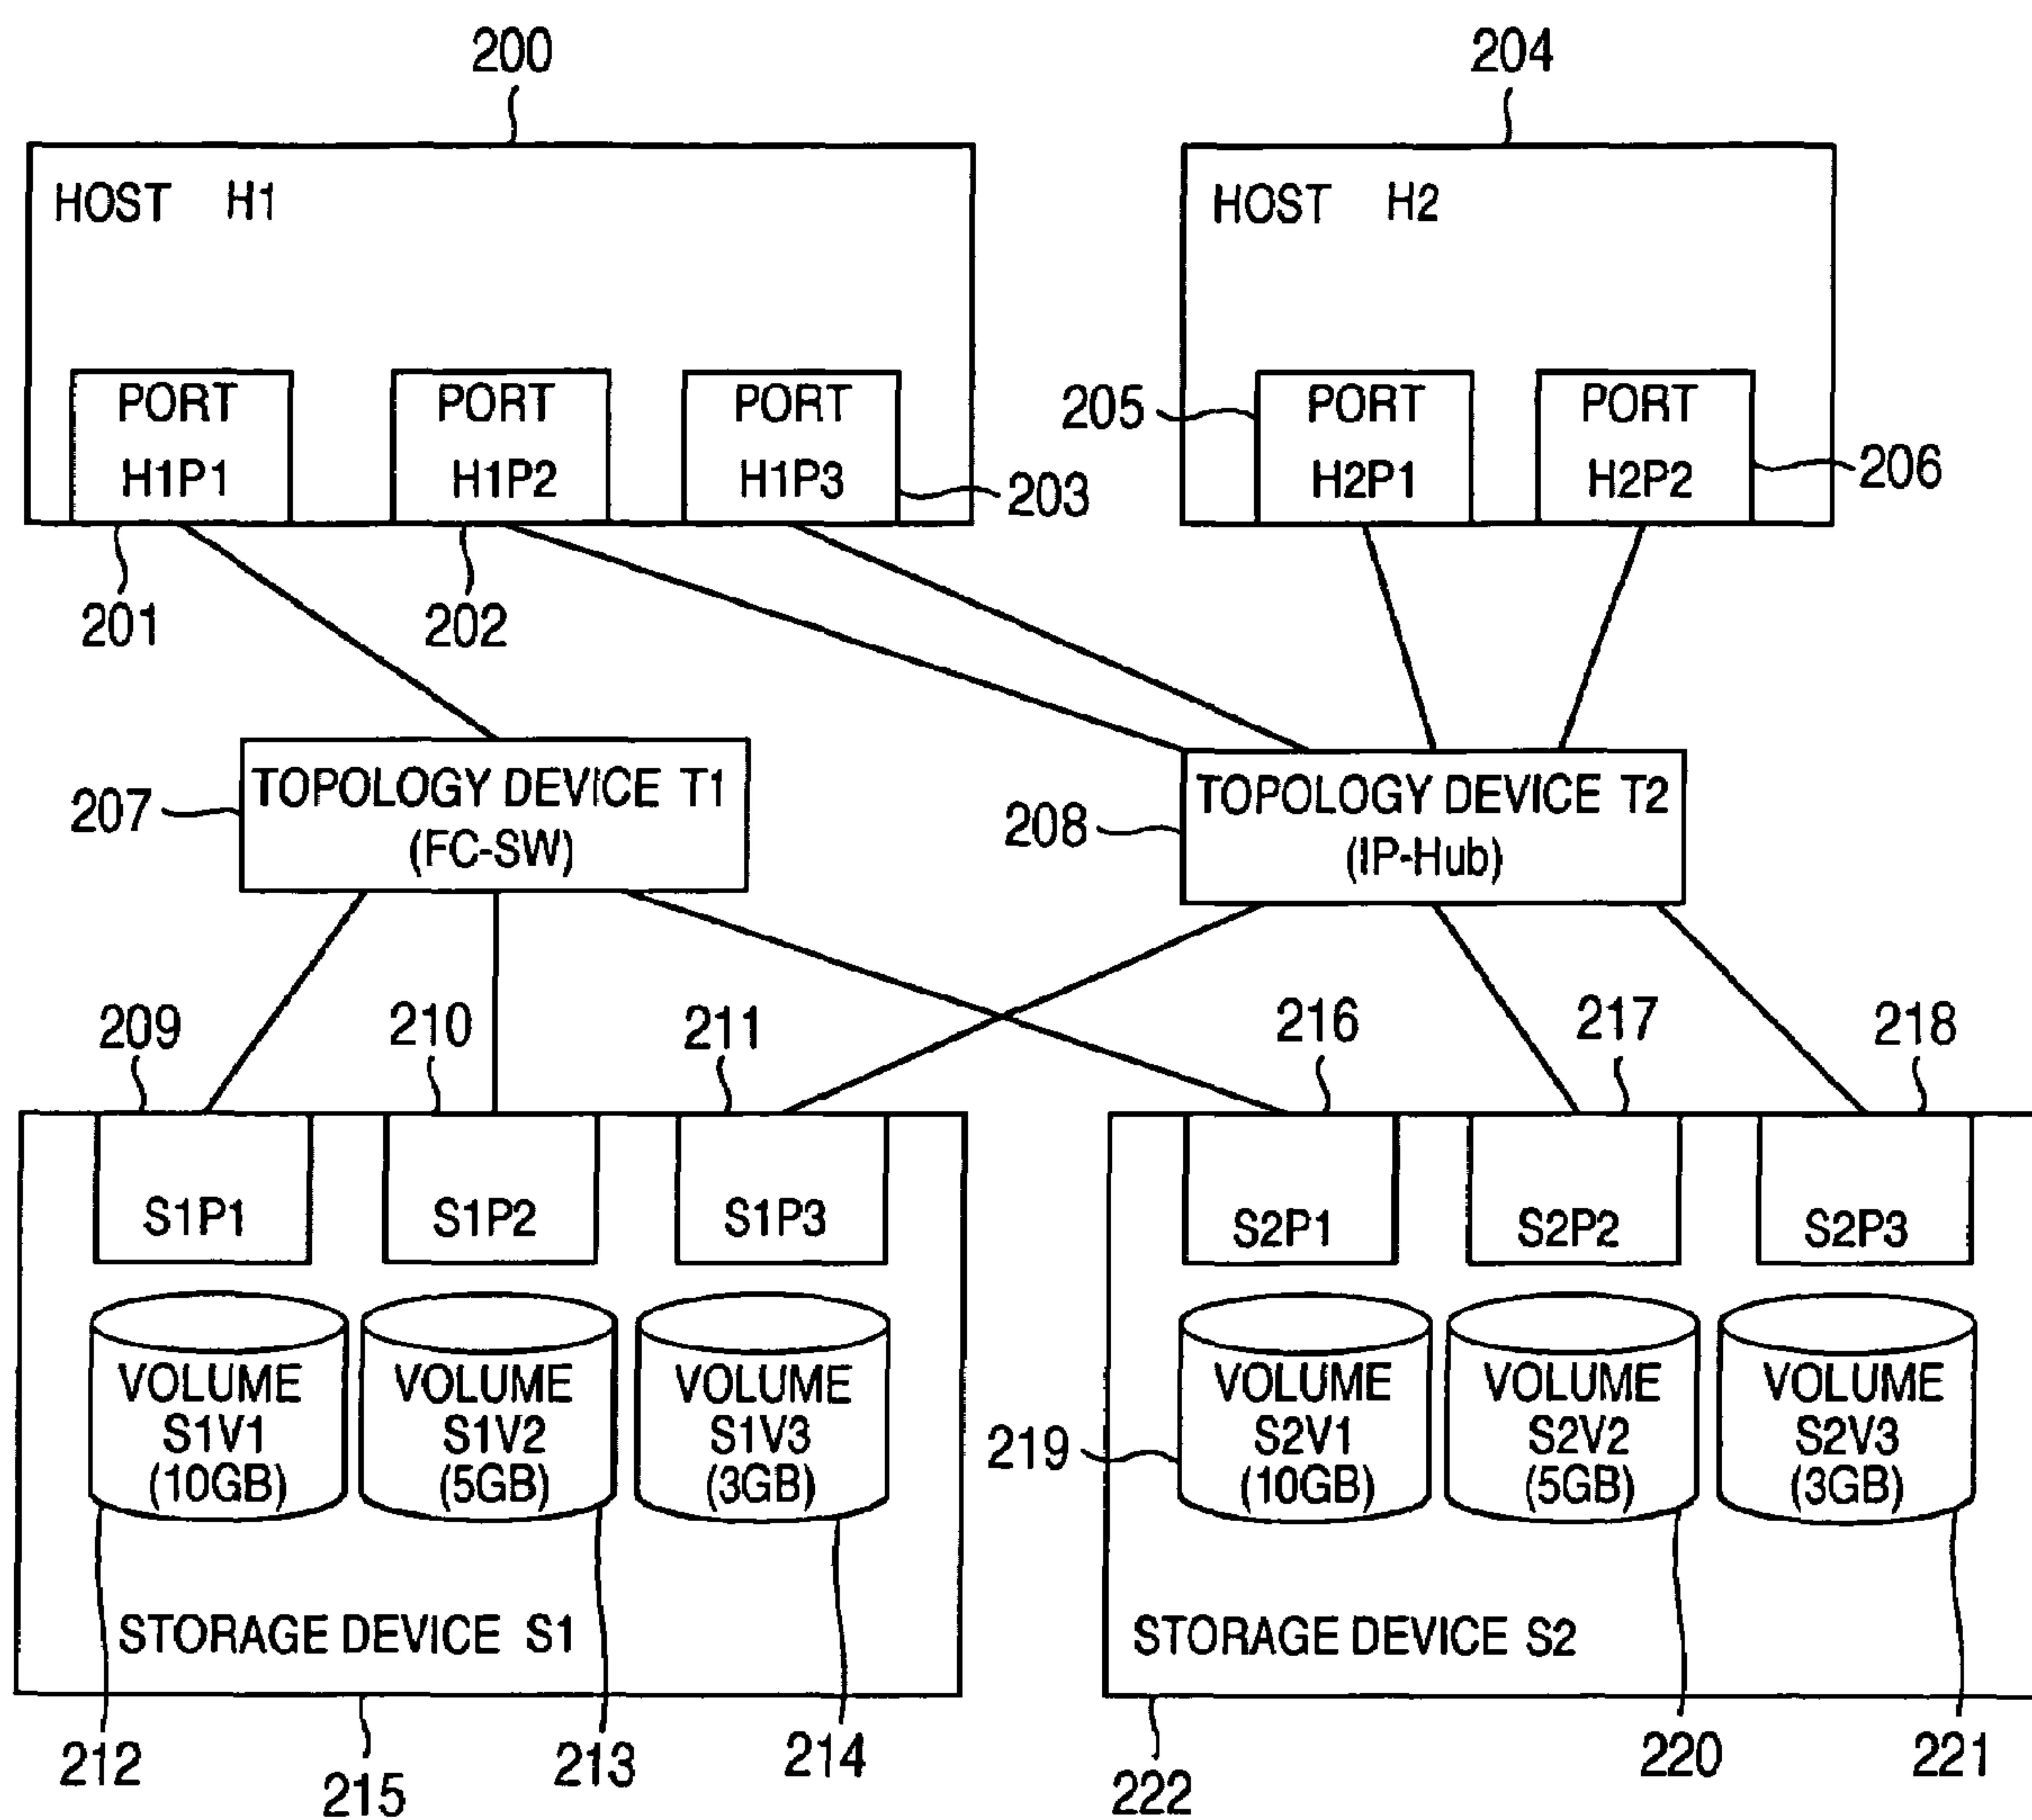 200
204
HOST H1
HOST H2
PORT
H1P1
PORT
H1P2
PORT
H1P3
203
205
PORT
H2P1
PORT
H2P2
206
201
202
207
TOPOLOGY DEVICE T1
(FC-SW)
208
TOPOLOGY DEVICE T2
(IP-Hub)
209
210
211
216
217
218
S1P1
S1P2
S1P3
S2P1
S2P2
S2P3
VOLUME
S1V1
(10GB)
VOLUME
S1V2
(5GB)
VOLUME
S1V3
(3GB)
219
VOLUME
S2V1
(10GB)
VOLUME
S2V2
(5GB)
VOLUME
S2V3
(3GB)
STORAGE DEVICE S1
STORAGE DEVICE S2
212
215
213
214
222
220
221